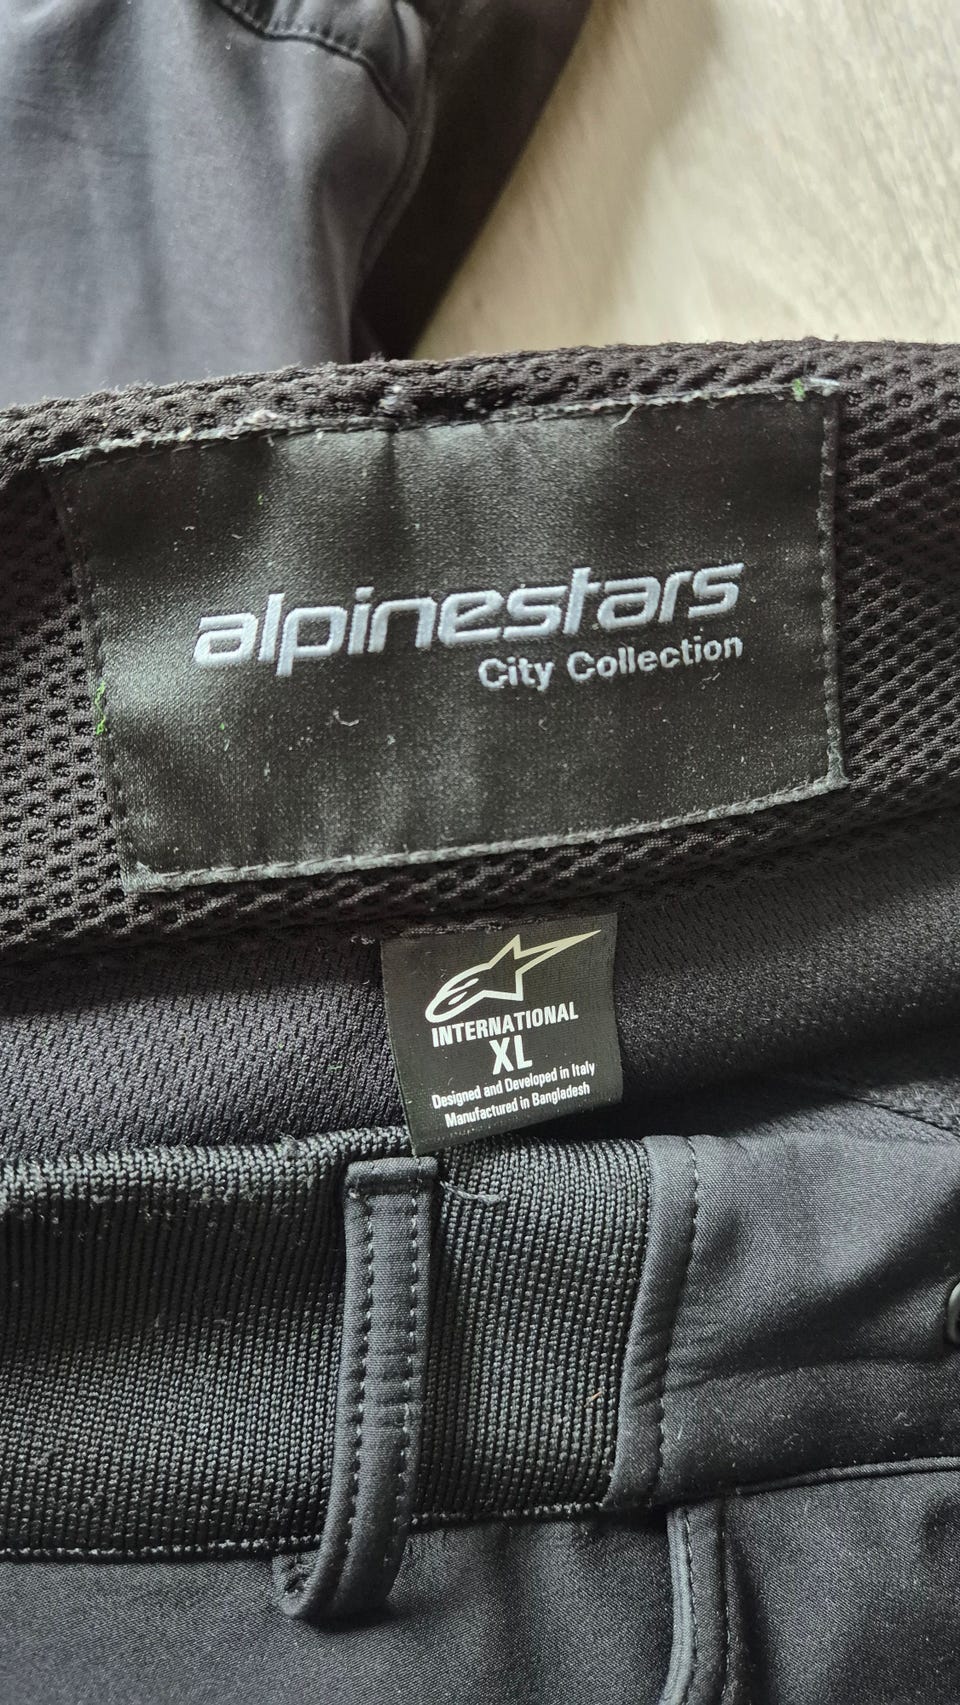 alpinestars
City Collection
INTERNATIONAL
XL
Designed and Developed in Italy
Manufactured in Bangladesh